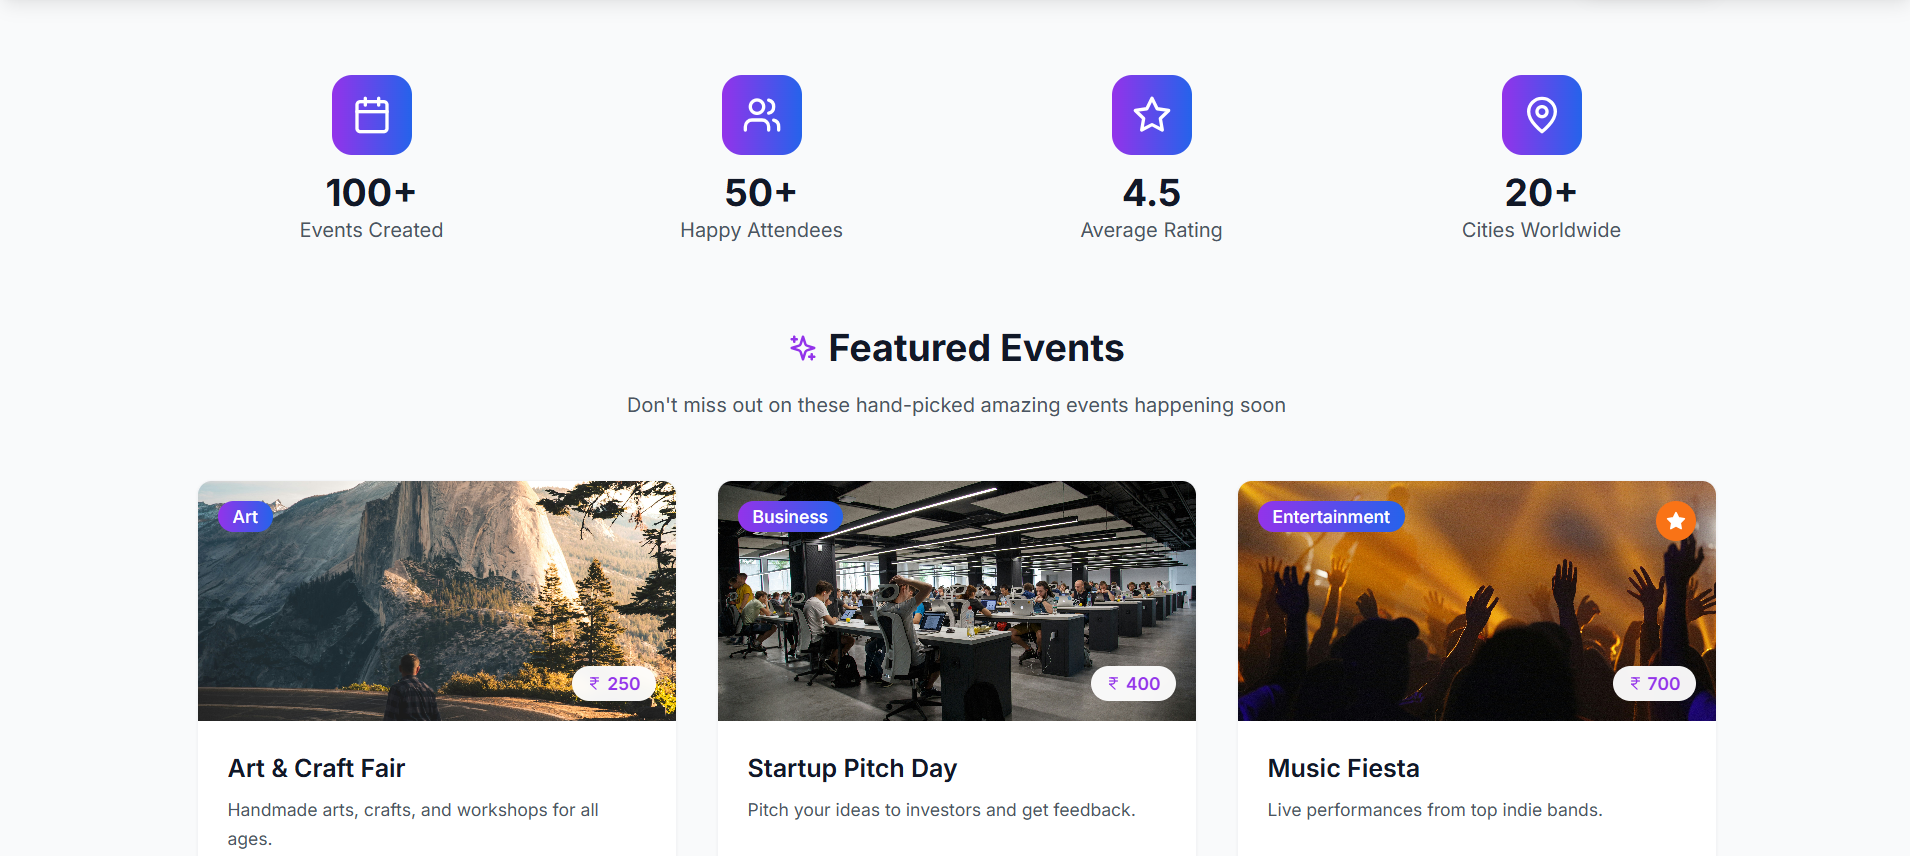 100+
Events Created
50+
Happy Attendees
4.5
Average Rating
20+
Cities Worldwide
Featured Events
Don't miss out on these hand-picked amazing events happening soon
Art
₹ 250
Art & Craft Fair
Handmade arts, crafts, and workshops for all
ages.
Business
₹ 400
Startup Pitch Day
Pitch your ideas to investors and get feedback.
Entertainment
₹ 700
Music Fiesta
Live performances from top indie bands.